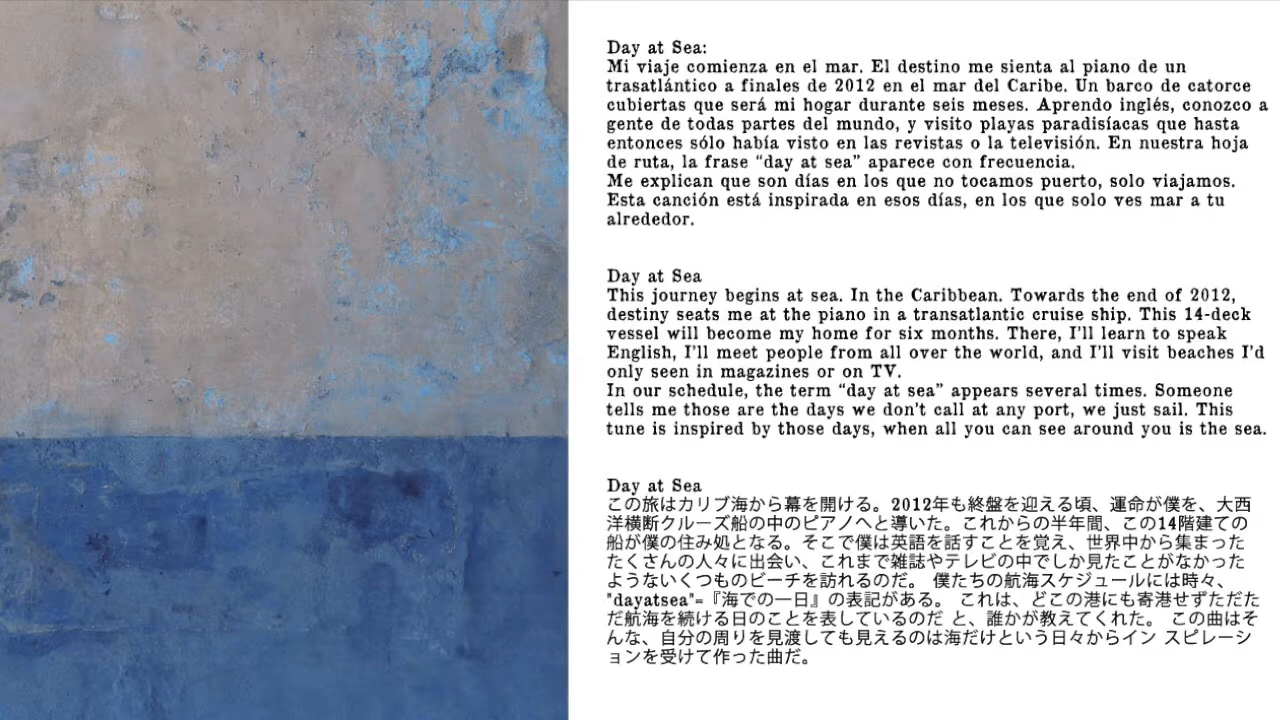 Day at Sea:
Mi viaje comienza en el mar. El destino me sienta al piano de un
trasatlántico a finales de 2012 en el mar del Caribe. Un barco de catorce
cubiertas que será mi hogar durante seis meses. Aprendo inglés, conozco a
gente de todas partes del mundo, y visito playas paradisíacas que hasta
entonces sólo había visto en las revistas o la televisión. En nuestra hoja
de ruta, la frase “day at sea” aparece con frecuencia.
Me explican que son días en los que no tocamos puerto, solo viajamos.
Esta canción está inspirada en esos días, en los que solo ves mar a tu
alrededor.
Day at Sea
This journey begins at sea. In the Caribbean. Towards the end of 2012,
destiny seats me at the piano in a transatlantic cruise ship. This 14-deck
vessel will become my home for six months. There, I’ll learn to speak
English, I’ll meet people from all over the world, and I’ll visit beaches I’d
only seen in magazines or on TV.
In our schedule, the term “day at sea” appears several times. Someone
tells me those are the days we don’t call at any port, we just sail. This
tune is inspired by those days, when all you can see around you is the sea.
Day at Sea
この旅はカリブ海から幕を開ける。2012年も終盤を迎える頃、運命が僕を、大西
洋横断クルーズ船の中のピアノへと導いた。これからの半年間、この14階建ての
船が僕の住み処となる。そこで僕は英語を話すことを覚え、世界中から集まった
たくさんの人々に出会い、これまで雑誌やテレビの中でしか見たことがなかった
ようないくつものビーチを訪れるのだ。 僕たちの航海スケジュールには時々、
"dayatsea"=『海での一日』の表記がある。 これは、どこの港にも寄港せずただた
だ航海を続ける日のことを表しているのだ と、誰かが教えてくれた。 この曲はそ
んな、自分の周りを見渡しても見えるのは海だけという日々からイン スピレーシ
ョンを受けて作った曲だ。